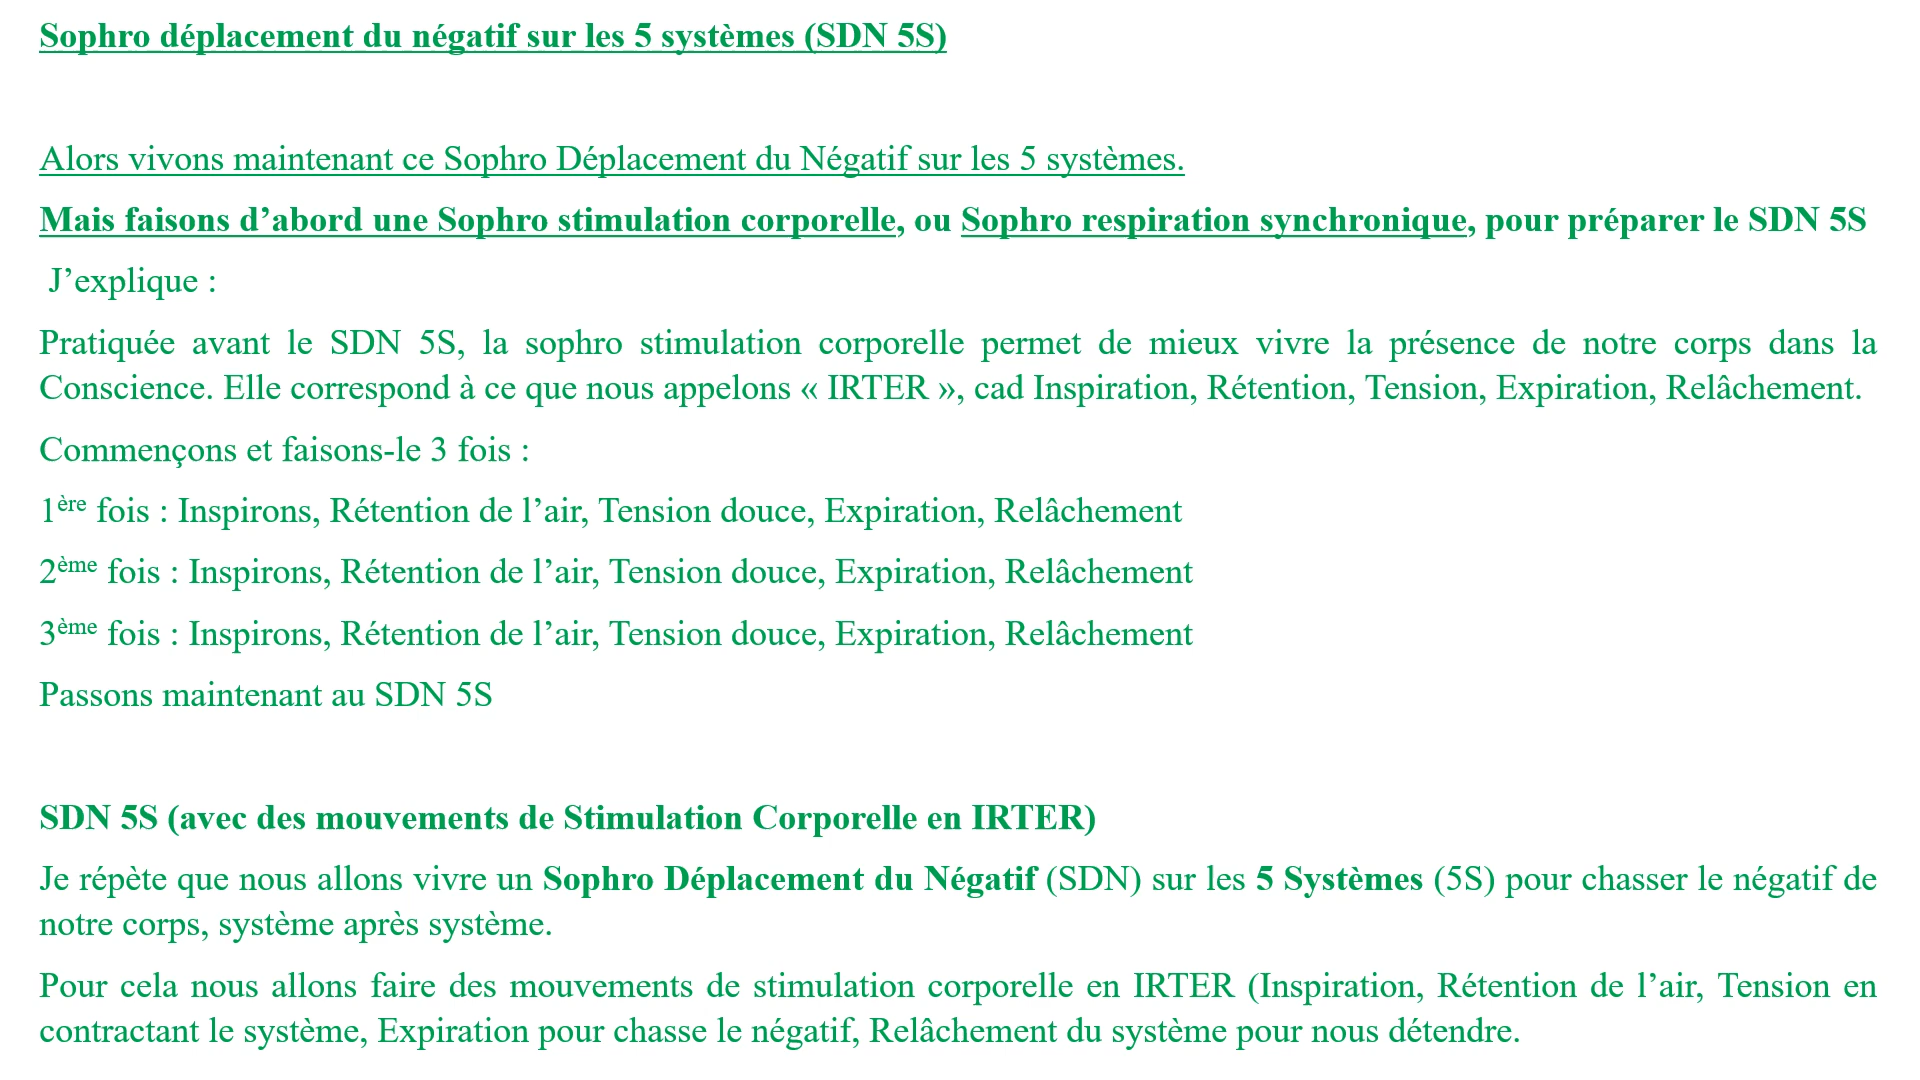 Sophro déplacement du négatif sur les 5 systèmes (SDN 5S)
Alors vivons maintenant ce Sophro Déplacement du Négatif sur les 5 systèmes.
Mais faisons d’abord une Sophro stimulation corporelle, ou Sophro respiration synchronique, pour préparer le SDN 5S
J’explique :
Pratiquée avant le SDN 5S, la sophro stimulation corporelle permet de mieux vivre la présence de notre corps dans la
Conscience. Elle correspond à ce que nous appelons « IRTER », cad Inspiration, Rétention, Tension, Expiration, Relâchement.
Commençons et faisons-le 3 fois :
1ère fois : Inspirons, Rétention de l’air, Tension douce, Expiration, Relâchement
2ème fois : Inspirons, Rétention de l’air, Tension douce, Expiration, Relâchement
3ème fois : Inspirons, Rétention de l’air, Tension douce, Expiration, Relâchement
Passons maintenant au SDN 5S
SDN 5S (avec des mouvements de Stimulation Corporelle en IRTER)
Je répète que nous allons vivre un Sophro Déplacement du Négatif (SDN) sur les 5 Systèmes (5S) pour chasser le négatif de
notre corps, système après système.
Pour cela nous allons faire des mouvements de stimulation corporelle en IRTER (Inspiration, Rétention de l’air, Tension en
contractant le système, Expiration pour chasse le négatif, Relâchement du système pour nous détendre.